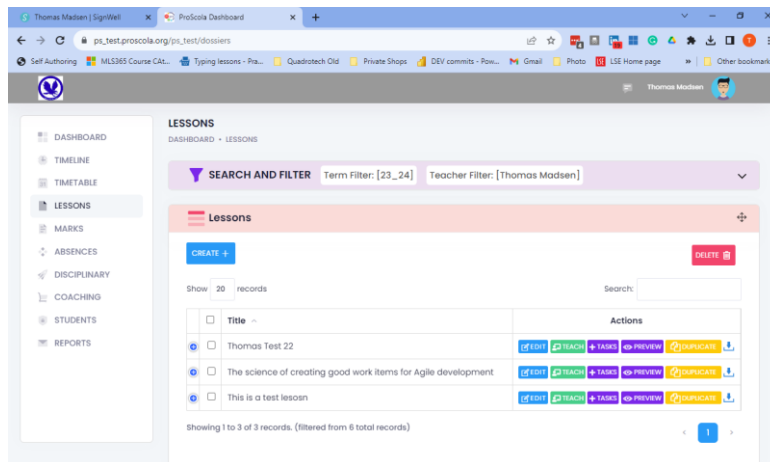 Thomas Madsen | SignWell
ProScola Dashboard
ps_test.proscola.org/ps_test/dossiers
Self Authoring MLS365 Course CAt... Typing lessons - Pra... Quadrotech Old Private Shops DEV commits - Pow... Gmail Photo LSE Home page » Other bookmark
Thomas Madsen
DASHBOARD
TIMELINE
TIMETABLE
LESSONS
MARKS
ABSENCES
DISCIPLINARY
COACHING
STUDENTS
REPORTS
LESSONS
DASHBOARD • LESSONS
SEARCH AND FILTER Term Filter: [23_24] Teacher Filter: [Thomas Madsen]
Lessons
CREATE + DELETE
Show 20 records Search:
Title Actions
Thomas Test 22 EDIT TEACH + TASKS PREVIEW DUPLICATE
The science of creating good work items for Agile development EDIT TEACH + TASKS PREVIEW DUPLICATE
This is a test lesosn EDIT TEACH + TASKS PREVIEW DUPLICATE
Showing 1 to 3 of 3 records. (filtered from 6 total records) ‹ 1 ›